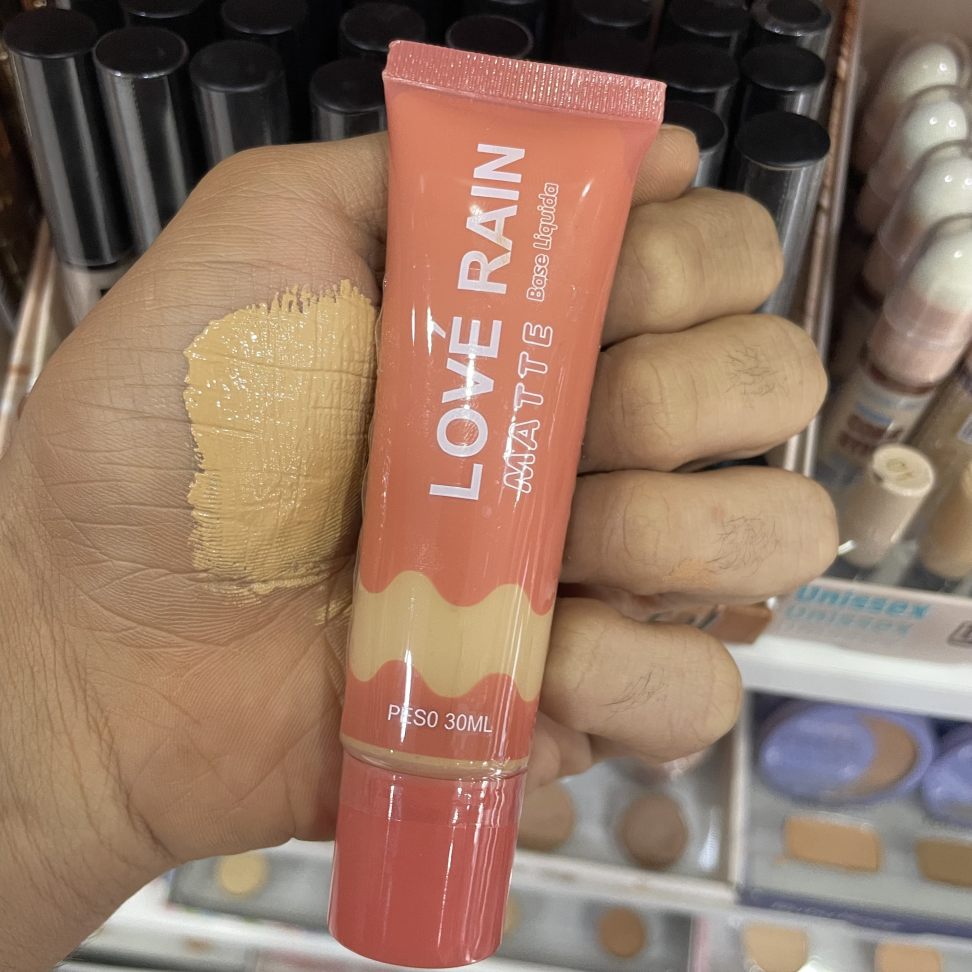 LOVÉ RAIN
MATTE Base Liquida
PESO 30ML
Unissex